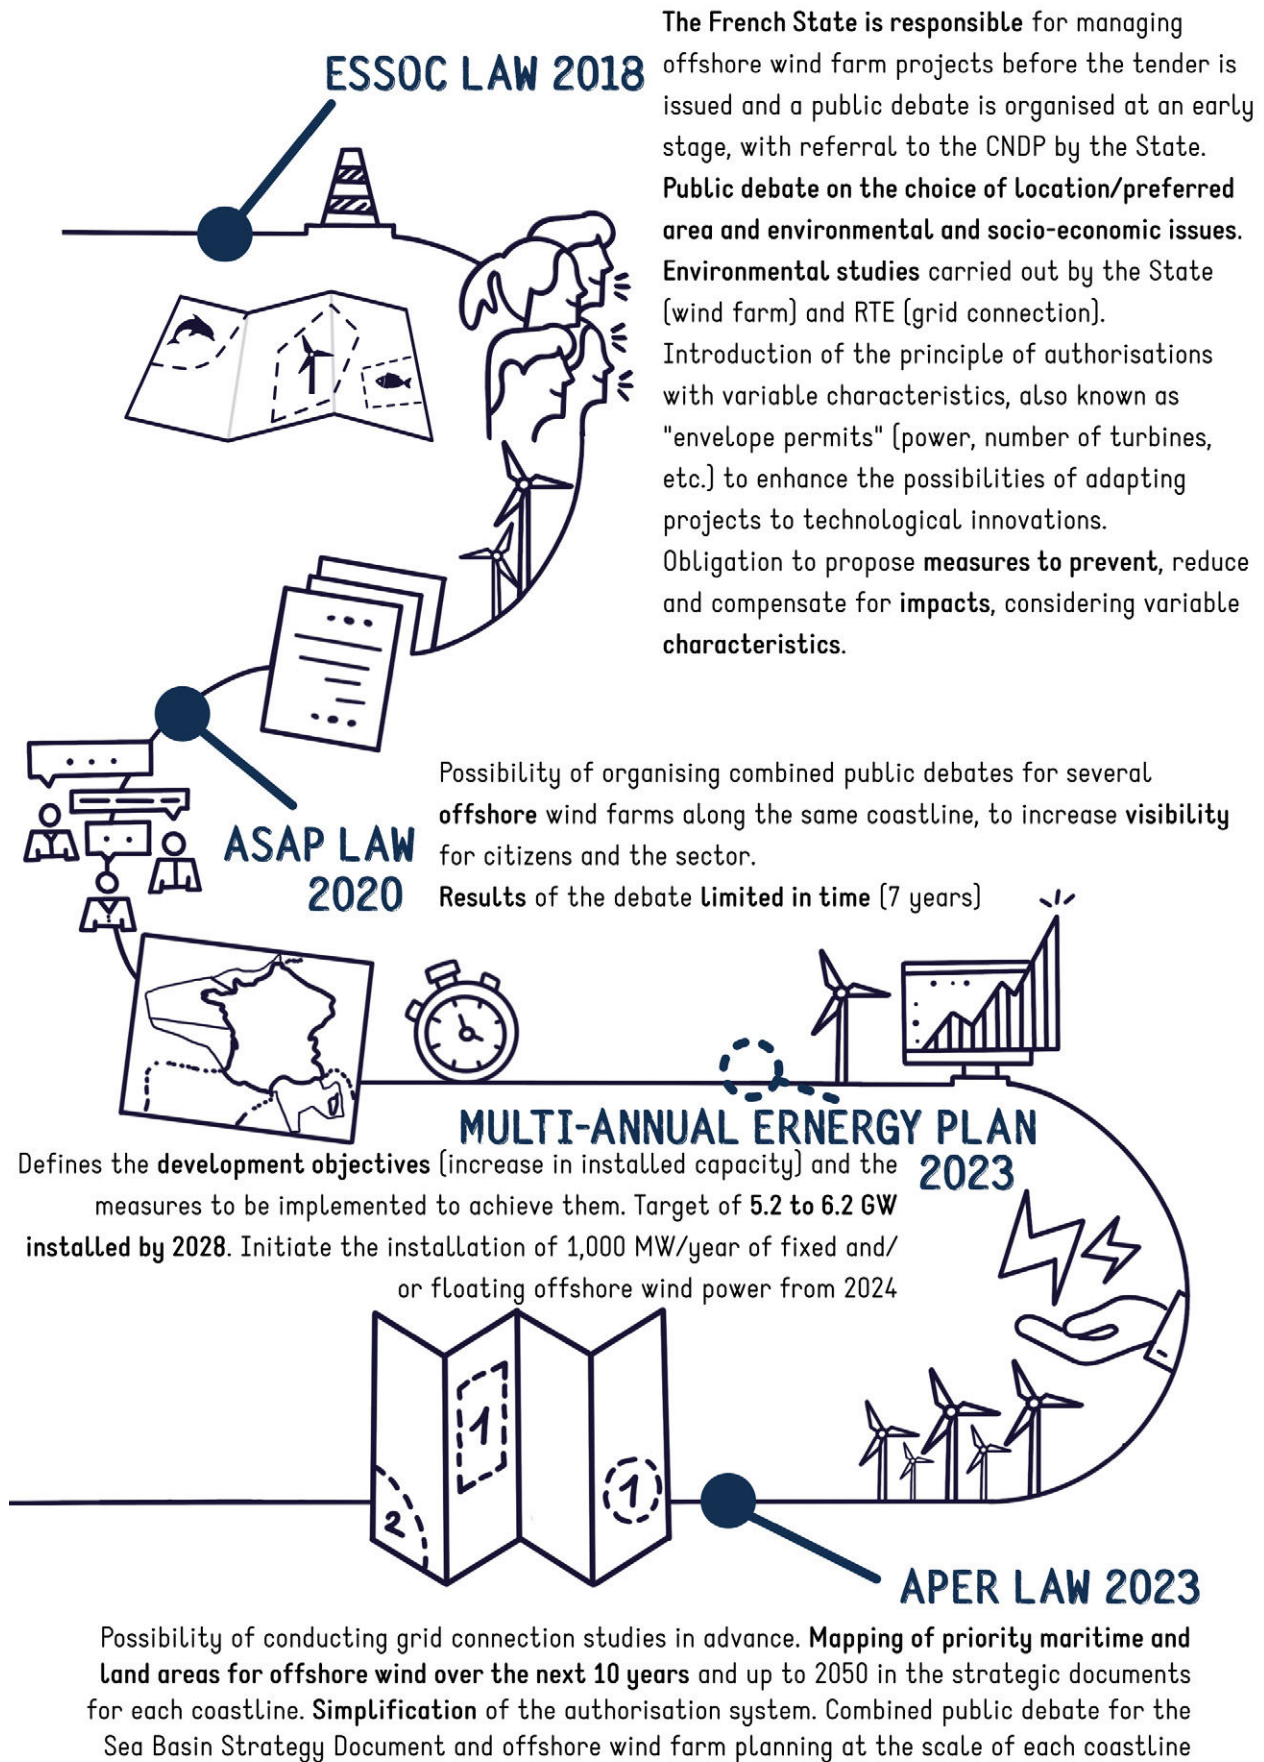 ESSOC LAW 2018
The French State is responsible for managing
offshore wind farm projects before the tender is
issued and a public debate is organised at an early
stage, with referral to the CNDP by the State.
Public debate on the choice of location/preferred
area and environmental and socio-economic issues.
Environmental studies carried out by the State
(wind farm) and RTE (grid connection).
Introduction of the principle of authorisations
with variable characteristics, also known as
"envelope permits" (power, number of turbines,
etc.) to enhance the possibilities of adapting
projects to technological innovations.
Obligation to propose measures to prevent, reduce
and compensate for impacts, considering variable
characteristics.
ASAP LAW
2020
Possibility of organising combined public debates for several
offshore wind farms along the same coastline, to increase visibility
for citizens and the sector.
Results of the debate limited in time (7 years)
MULTI-ANNUAL ERNERGY PLAN
2023
Defines the development objectives (increase in installed capacity) and the
measures to be implemented to achieve them. Target of 5.2 to 6.2 GW
installed by 2028. Initiate the installation of 1,000 MW/year of fixed and/
or floating offshore wind power from 2024
1
1
2
APER LAW 2023
Possibility of conducting grid connection studies in advance. Mapping of priority maritime and
land areas for offshore wind over the next 10 years and up to 2050 in the strategic documents
for each coastline. Simplification of the authorisation system. Combined public debate for the
Sea Basin Strategy Document and offshore wind farm planning at the scale of each coastline